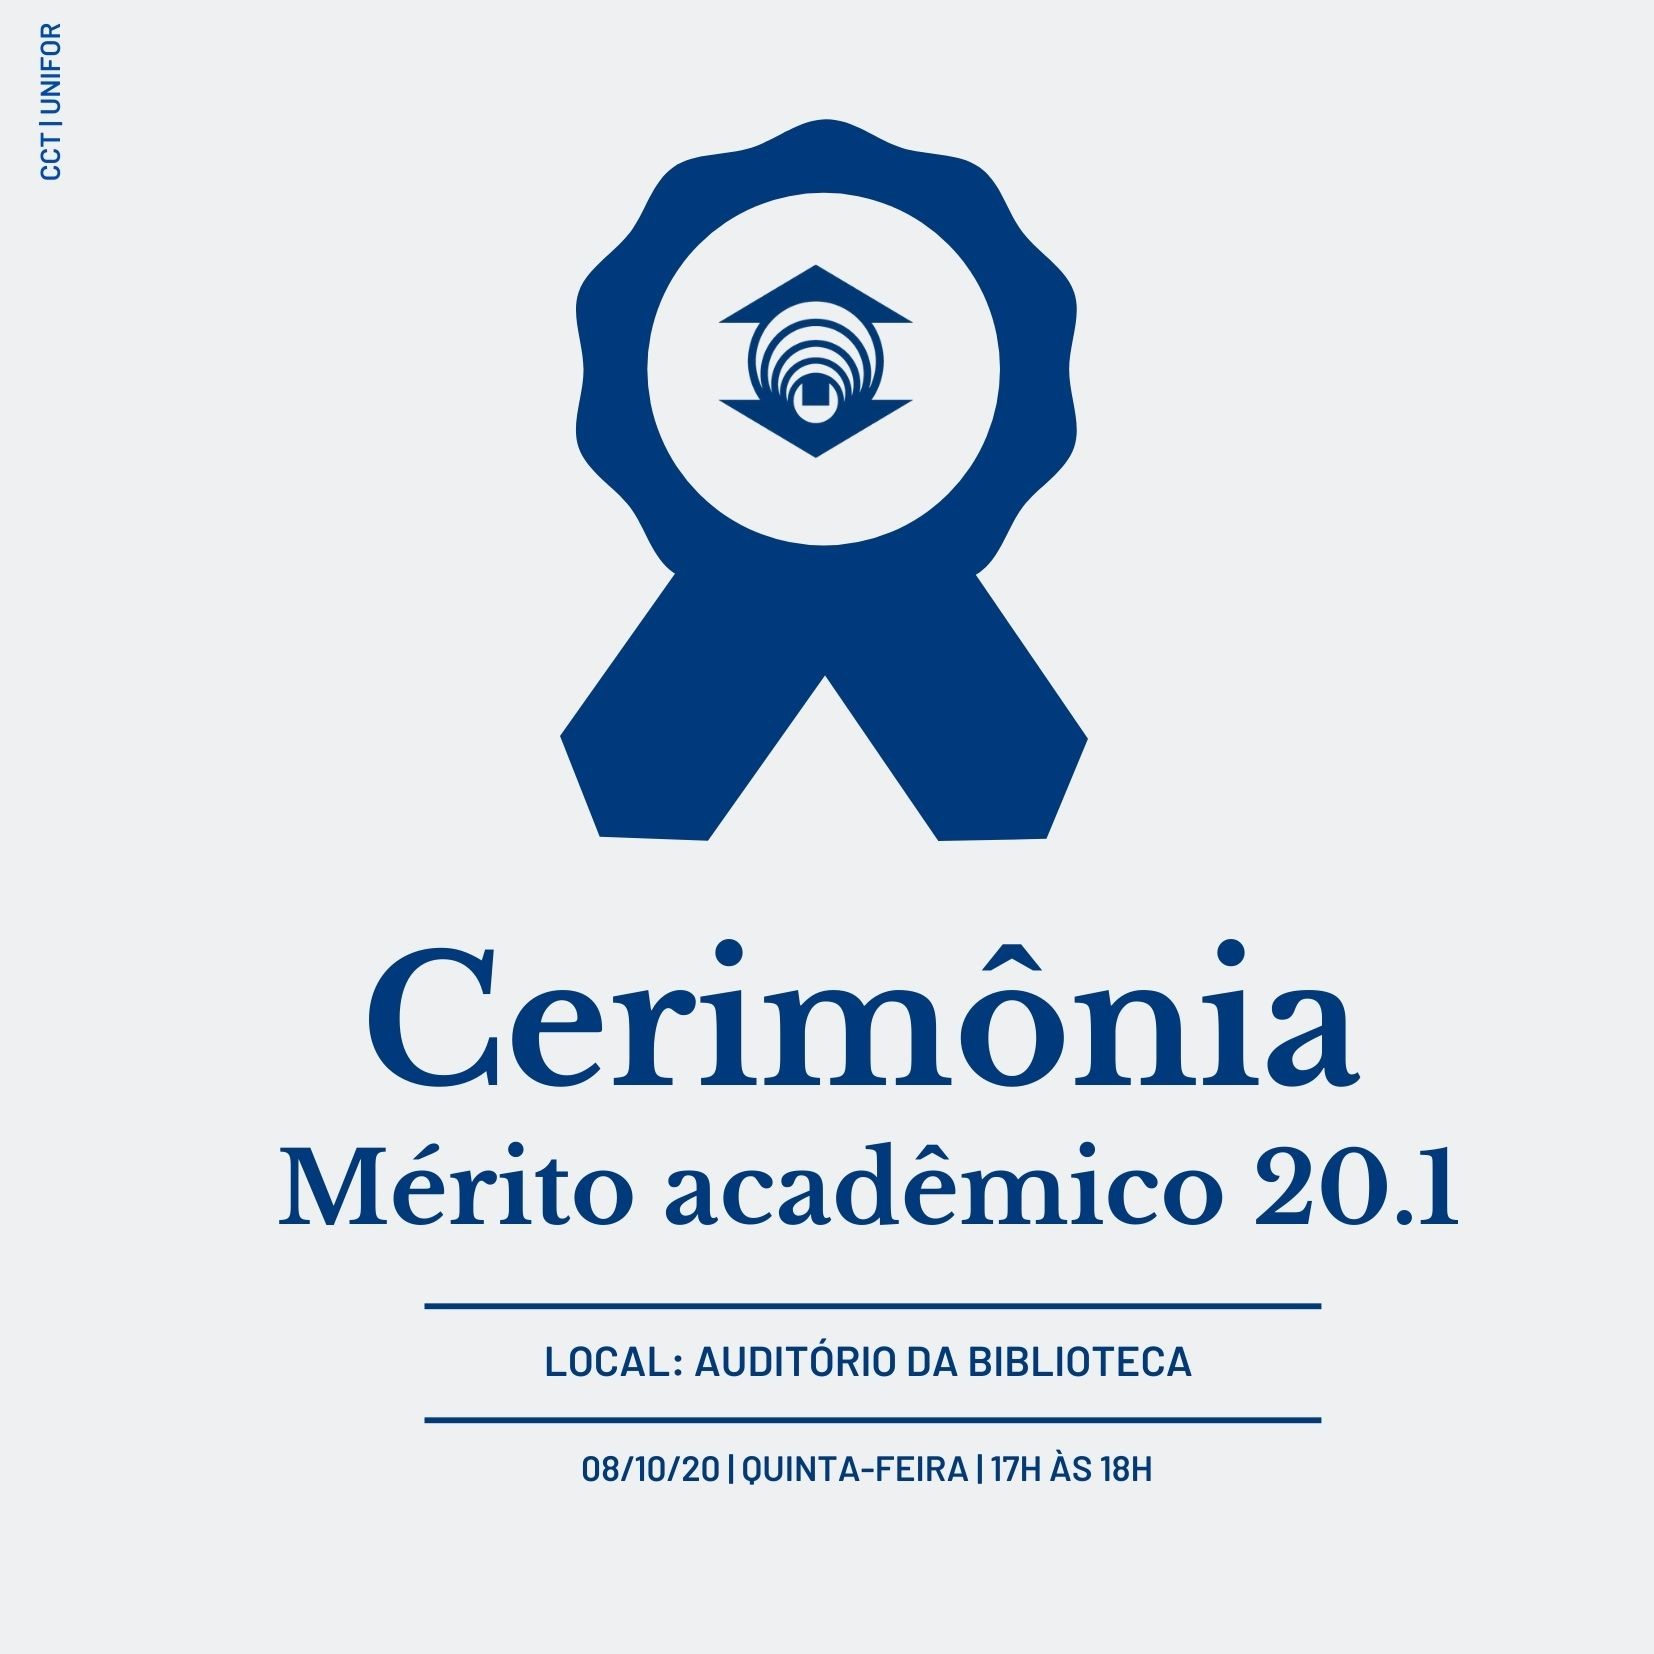 CCT | UNIFOR
Cerimônia
Mérito acadêmico 20.1
LOCAL: AUDITÓRIO DA BIBLIOTECA
08/10/20 | QUINTA-FEIRA | 17H ÀS 18H